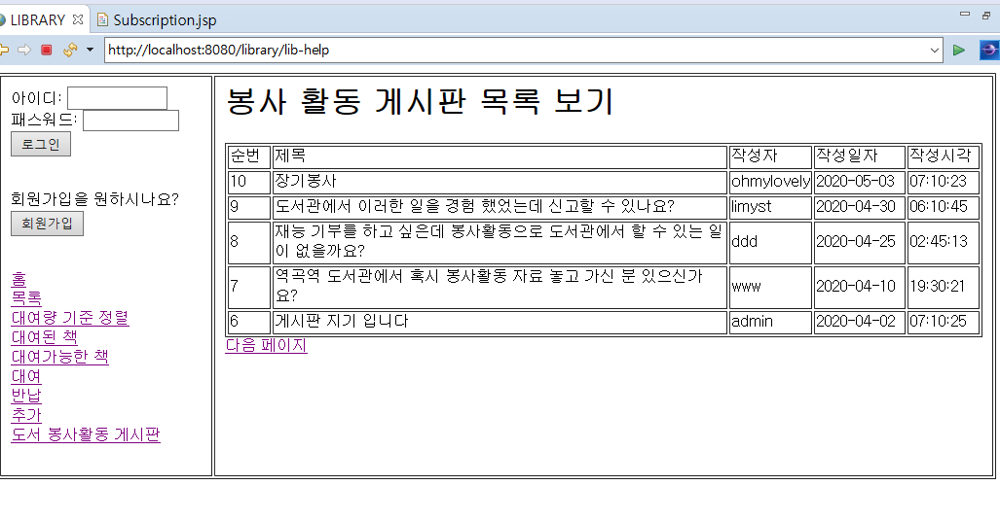 LIBRARY
Subscription.jsp
http://localhost:8080/library/lib-help
아이디:
패스워드:
로그인
회원가입을 원하시나요?
회원가입
홈
목록
대여량 기준 정렬
대여된 책
대여가능한 책
대여
반납
추가
도서 봉사활동 게시판
봉사 활동 게시판 목록 보기
순번 제목 작성자 작성일자 작성시각
10 장기봉사 ohmylovely 2020-05-03 07:10:23
9 도서관에서 이러한 일을 경험 했었는데 신고할 수 있나요? limyst 2020-04-30 06:10:45
8 재능 기부를 하고 싶은데 봉사활동으로 도서관에서 할 수 있는 일 ddd 2020-04-25 02:45:13
이 없을까요?
7 역곡역 도서관에서 혹시 봉사활동 자료 놓고 가신 분 있으신가 www 2020-04-10 19:30:21
요?
6 게시판 지기 입니다 admin 2020-04-02 07:10:25
다음 페이지